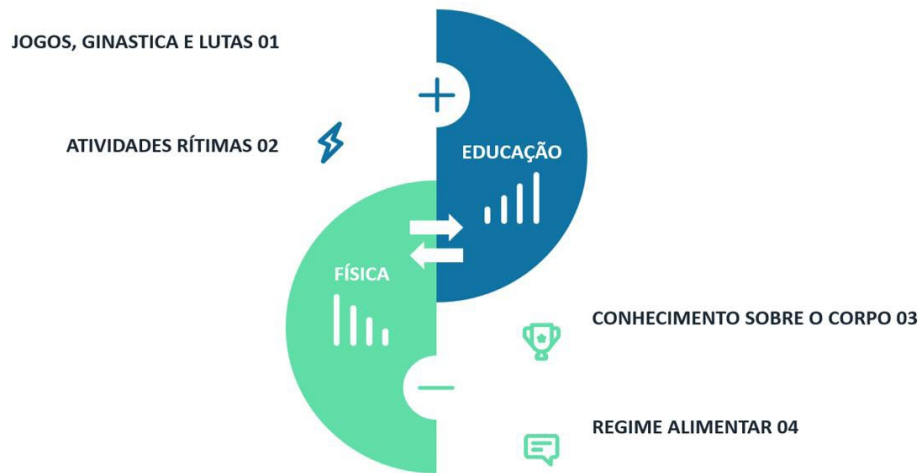 JOGOS, GINASTICA E LUTAS 01
ATIVIDADES RÍTIMAS 02
EDUCAÇÃO
FÍSICA
CONHECIMENTO SOBRE O CORPO 03
REGIME ALIMENTAR 04